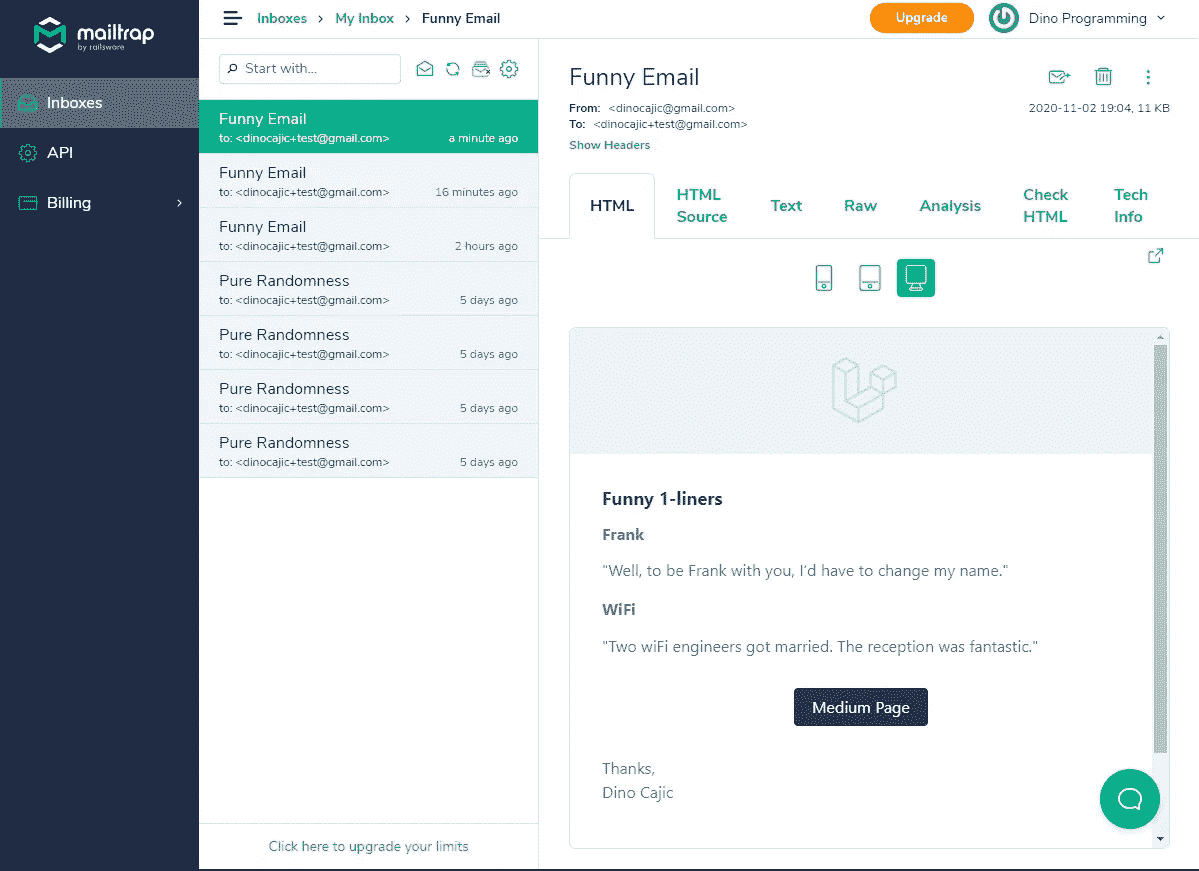 mailtrap
by railsware
Inboxes
API
Billing
Inboxes > My Inbox > Funny Email
Upgrade
Dino Programming
Start with...
Funny Email
to: <dinocajic+test@gmail.com> a minute ago
Funny Email
to: <dinocajic+test@gmail.com> 16 minutes ago
Funny Email
to: <dinocajic+test@gmail.com> 2 hours ago
Pure Randomness
to: <dinocajic+test@gmail.com> 5 days ago
Pure Randomness
to: <dinocajic+test@gmail.com> 5 days ago
Pure Randomness
to: <dinocajic+test@gmail.com> 5 days ago
Pure Randomness
to: <dinocajic+test@gmail.com> 5 days ago
Click here to upgrade your limits
Funny Email
From: <dinocajic@gmail.com>
2020-11-02 19:04, 11 KB
To: <dinocajic+test@gmail.com>
Show Headers
HTML
HTML Source
Text
Raw
Analysis
Check HTML
Tech Info
Funny 1-liners
Frank
"Well, to be Frank with you, I’d have to change my name."
WiFi
"Two wiFi engineers got married. The reception was fantastic."
Medium Page
Thanks,
Dino Cajic